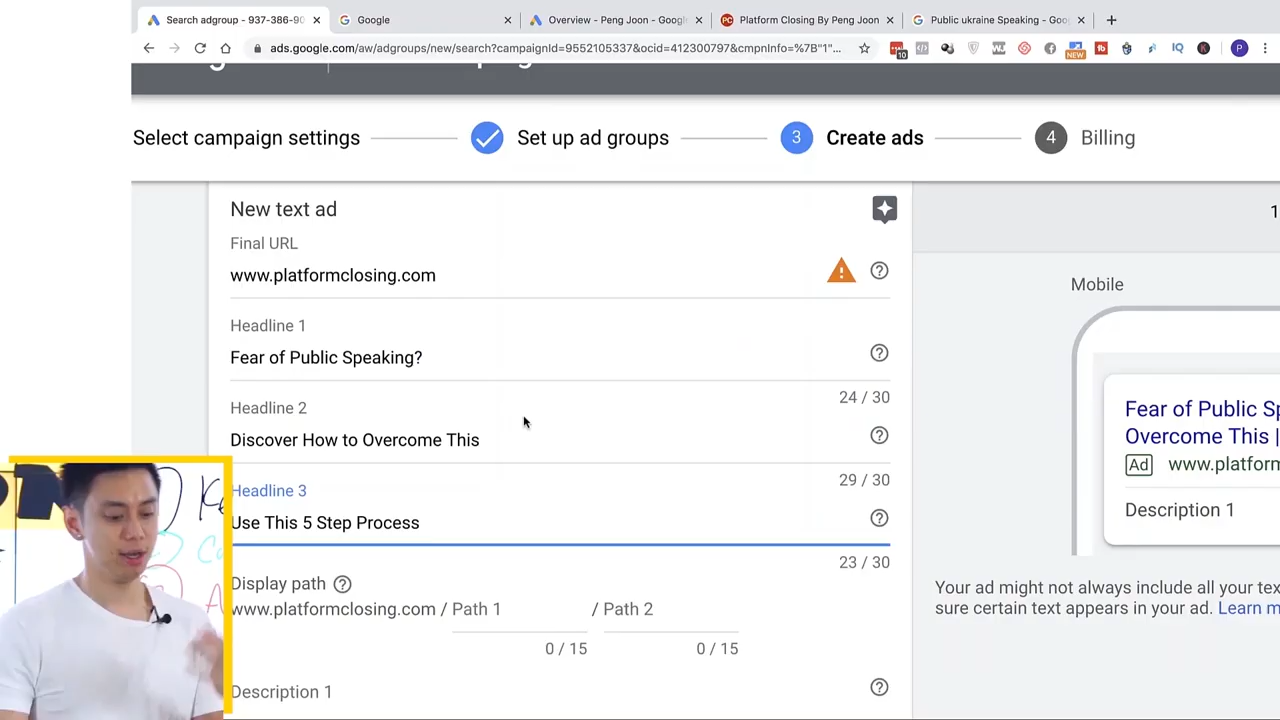 Search adgroup - 937-386-90
Google
Overview - Peng Joon - Google
Platform Closing By Peng Joon
Public ukraine Speaking - Goo
ads.google.com/aw/adgroups/new/search?campaignId=9552105337&ocid=412300797&cmpnInfo=%7B"1"...
10
NEW
IQ
P
Select campaign settings
Set up ad groups
3
Create ads
4
Billing
New text ad
Final URL
www.platformclosing.com
Headline 1
Fear of Public Speaking?
24 / 30
Headline 2
Discover How to Overcome This
29 / 30
Headline 3
Use This 5 Step Process
23 / 30
Display path
www.platformclosing.com / Path 1 / Path 2
0 / 15 0 / 15
Description 1
1
Mobile
Fear of Public Sp
Overcome This |
Ad www.platform
Description 1
Your ad might not always include all your tex
sure certain text appears in your ad. Learn m